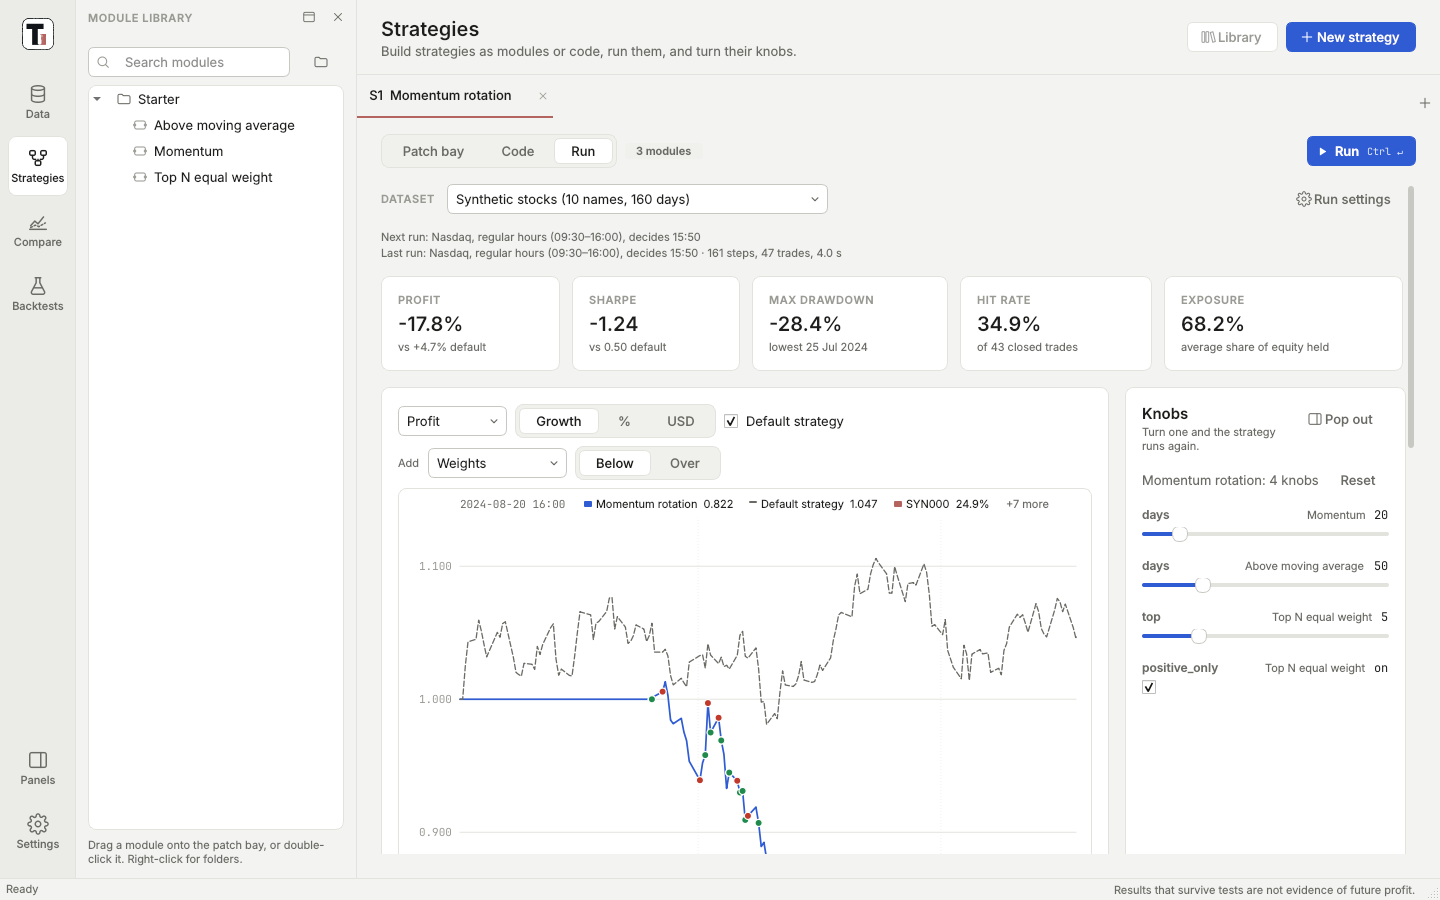 MODULE LIBRARY
Search modules
Starter
Above moving average
Momentum
Top N equal weight
Drag a module onto the patch bay, or double-
click it. Right-click for folders.
Data
Strategies
Compare
Backtests
Panels
Settings
Strategies
Build strategies as modules or code, run them, and turn their knobs.
Library
New strategy
S1 Momentum rotation
Patch bay
Code
Run
3 modules
Run Ctrl ↵
DATASET
Synthetic stocks (10 names, 160 days)
Run settings
Next run: Nasdaq, regular hours (09:30–16:00), decides 15:50
Last run: Nasdaq, regular hours (09:30–16:00), decides 15:50 · 161 steps, 47 trades, 4.0 s
PROFIT
-17.8%
vs +4.7% default
SHARPE
-1.24
vs 0.50 default
MAX DRAWDOWN
-28.4%
lowest 25 Jul 2024
HIT RATE
34.9%
of 43 closed trades
EXPOSURE
68.2%
average share of equity held
Profit
Growth
%
USD
Default strategy
Add
Weights
Below
Over
2024-08-20 16:00
Momentum rotation 0.822
Default strategy 1.047
SYN000 24.9%
+7 more
1.100
1.000
0.900
Knobs
Turn one and the strategy
runs again.
Pop out
Momentum rotation: 4 knobs
Reset
days
Momentum 20
days
Above moving average 50
top
Top N equal weight 5
positive_only
Top N equal weight on
Ready
Results that survive tests are not evidence of future profit.